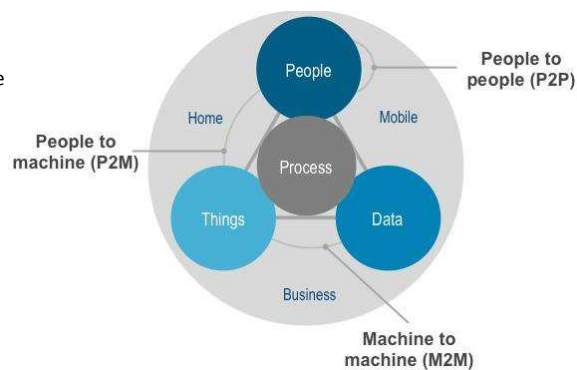 People
People to
people (P2P)
e
Home
Mobile
People to
machine (P2M)
Process
Things
Data
Business
Machine to
machine (M2M)